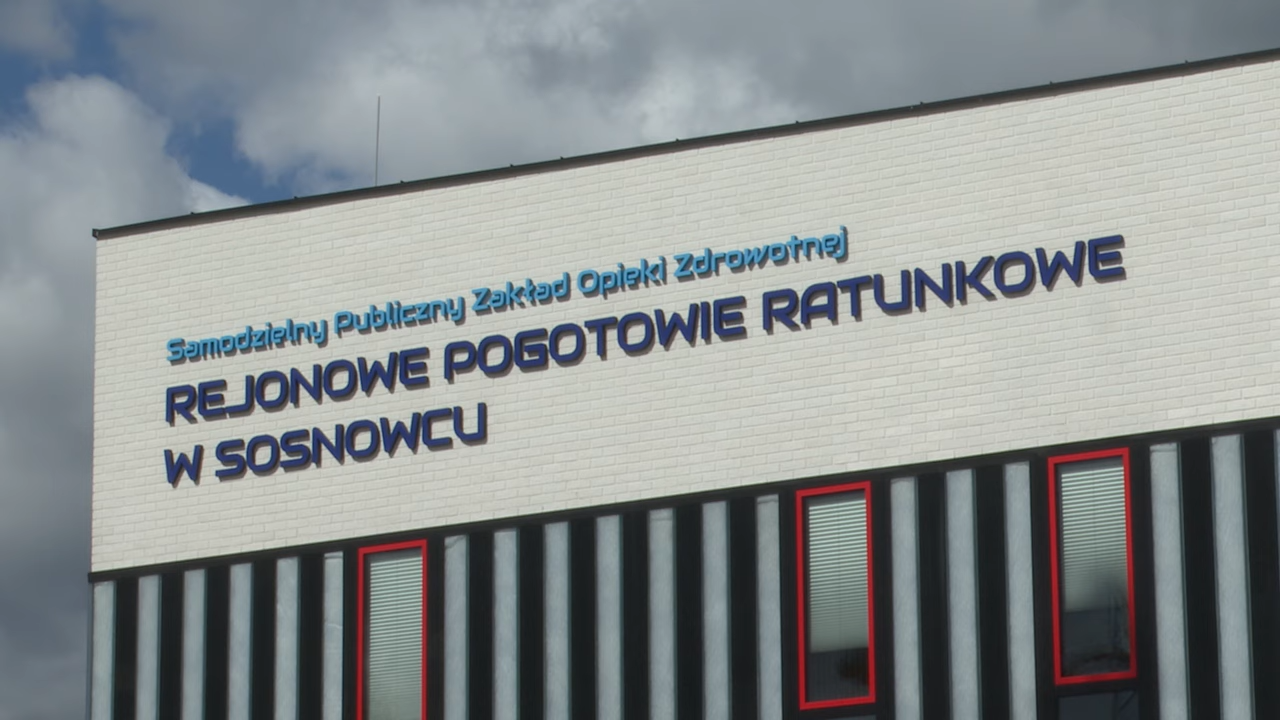 Samodzielny Publiczny Zakład Opieki Zdrowotnej
REJONOWE POGOTOWIE RATUNKOWE
W SOSNOWCU